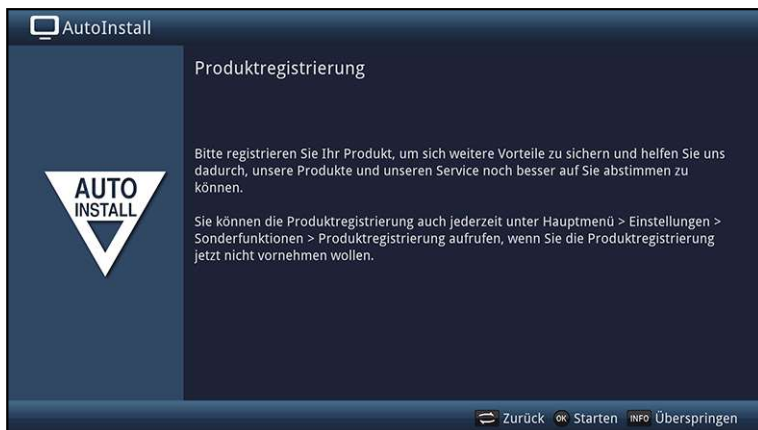 AutoInstall
Produktregistrierung
AUTO
INSTALL
Bitte registrieren Sie Ihr Produkt, um sich weitere Vorteile zu sichern und helfen Sie uns
dadurch, unsere Produkte und unseren Service noch besser auf Sie abstimmen zu
können.
Sie können die Produktregistrierung auch jederzeit unter Hauptmenü > Einstellungen >
Sonderfunktionen > Produktregistrierung aufrufen, wenn Sie die Produktregistrierung
jetzt nicht vornehmen wollen.
Zurück OK Starten INFO Überspringen